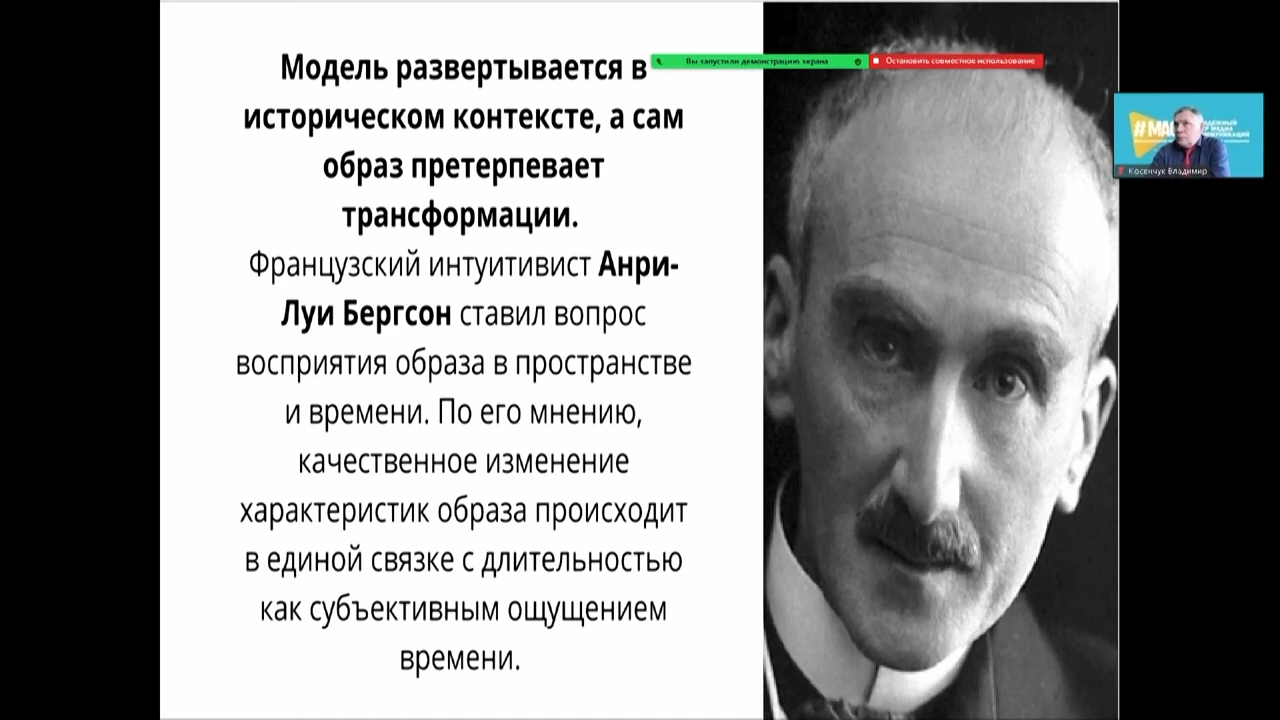 Модель развертывается в
историческом контексте, а сам
образ претерпевает
трансформации.
Французский интуитивист Анри-
Луи Бергсон ставил вопрос
восприятия образа в пространстве
и времени. По его мнению,
качественное изменение
характеристик образа происходит
в единой связке с длительностью
как субъективным ощущением
времени.
Вы запустили демонстрацию экрана
Остановить совместное использование
Косенчук Владимир